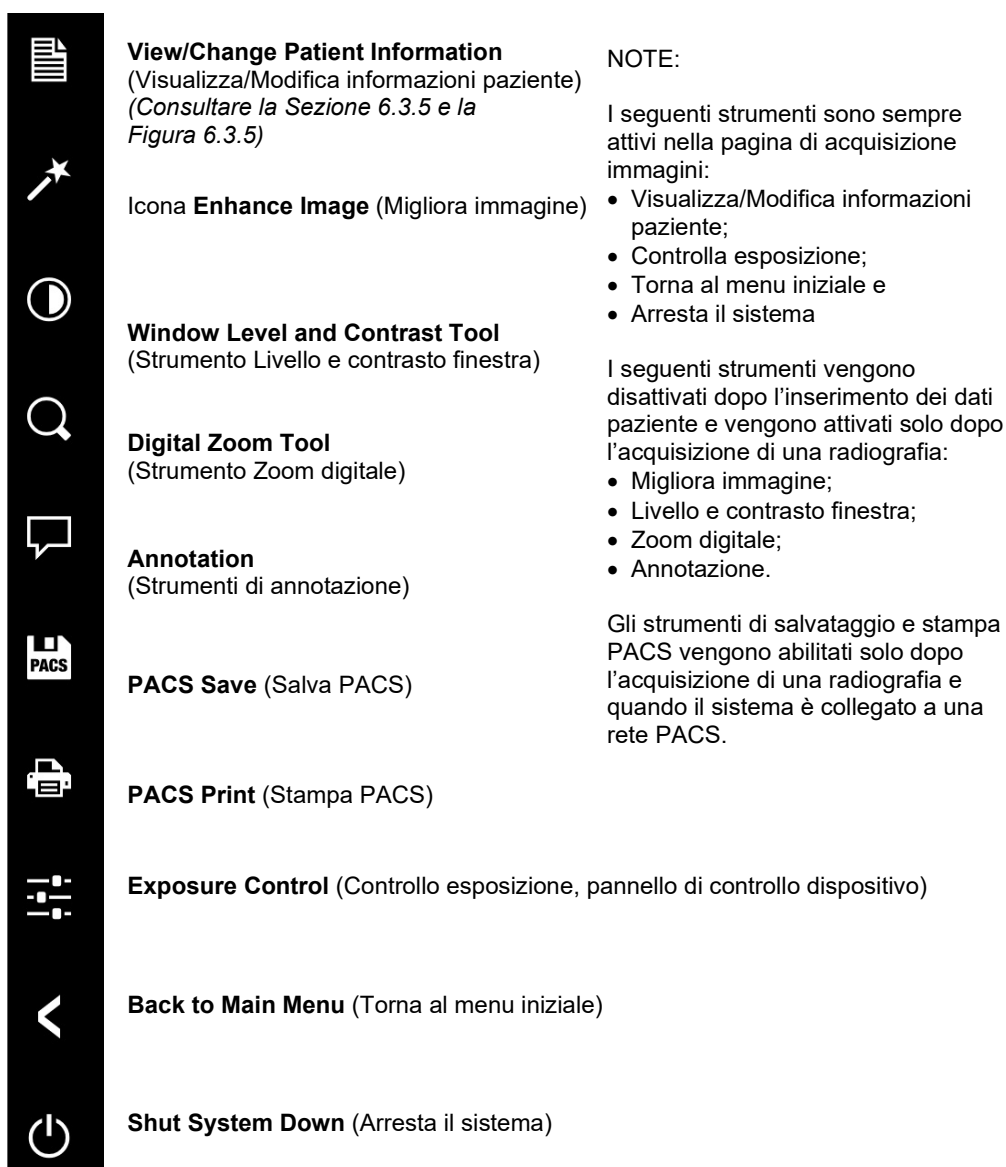 View/Change Patient Information
(Visualizza/Modifica informazioni paziente)
(Consultare la Sezione 6.3.5 e la
Figura 6.3.5)
Icona Enhance Image (Migliora immagine)
Window Level and Contrast Tool
(Strumento Livello e contrasto finestra)
Digital Zoom Tool
(Strumento Zoom digitale)
Annotation
(Strumenti di annotazione)
PACS
PACS Save (Salva PACS)
PACS Print (Stampa PACS)
Exposure Control (Controllo esposizione, pannello di controllo dispositivo)
Back to Main Menu (Torna al menu iniziale)
Shut System Down (Arresta il sistema)
NOTE:
I seguenti strumenti sono sempre
attivi nella pagina di acquisizione
immagini:
• Visualizza/Modifica informazioni
paziente;
• Controlla esposizione;
• Torna al menu iniziale e
• Arresta il sistema
I seguenti strumenti vengono
disattivati dopo l'inserimento dei dati
paziente e vengono attivati solo dopo
l'acquisizione di una radiografia:
• Migliora immagine;
• Livello e contrasto finestra;
• Zoom digitale;
• Annotazione.
Gli strumenti di salvataggio e stampa
PACS vengono abilitati solo dopo
l'acquisizione di una radiografia e
quando il sistema è collegato a una
rete PACS.